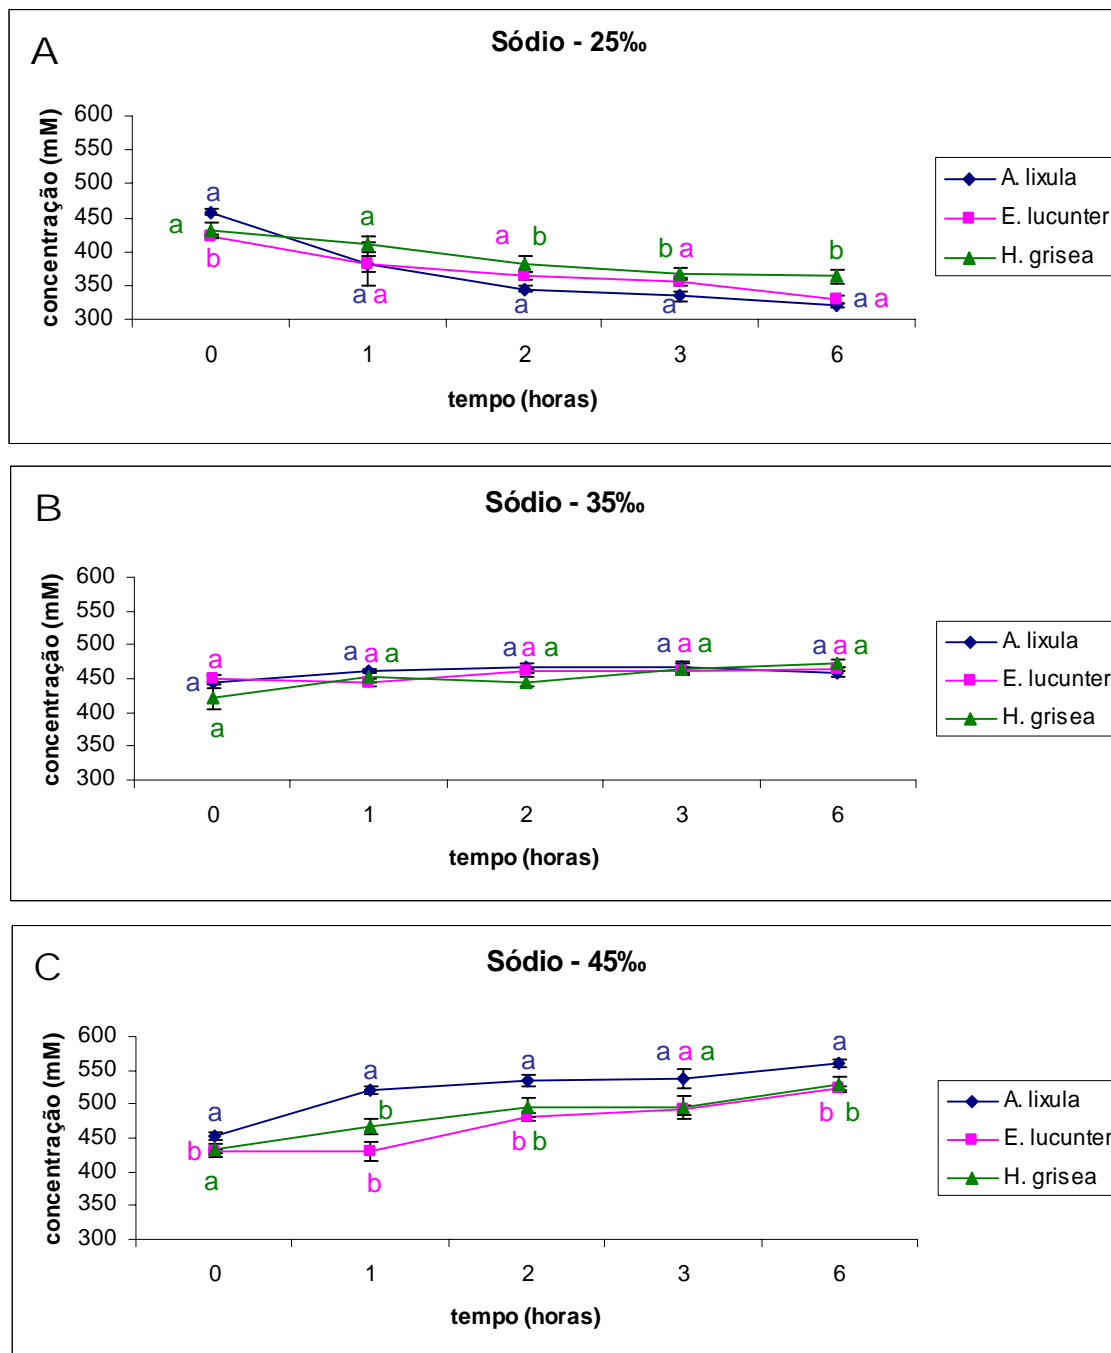 A
Sódio - 25‰
concentração (mM)
600
550
500
450
400
350
300
a
a
b
a
a a
a b
a
b a
a
b
a a
0 1 2 3 6
tempo (horas)
A. lixula
E. lucunter
H. grisea
B
Sódio - 35‰
concentração (mM)
600
550
500
450
400
350
300
a
a
a
a a a
a a a
a a a
a a a
0 1 2 3 6
tempo (horas)
A. lixula
E. lucunter
H. grisea
C
Sódio - 45‰
concentração (mM)
600
550
500
450
400
350
300
a
b
a
a
b
b
a
b b
a a a
a
b b
0 1 2 3 6
tempo (horas)
A. lixula
E. lucunter
H. grisea